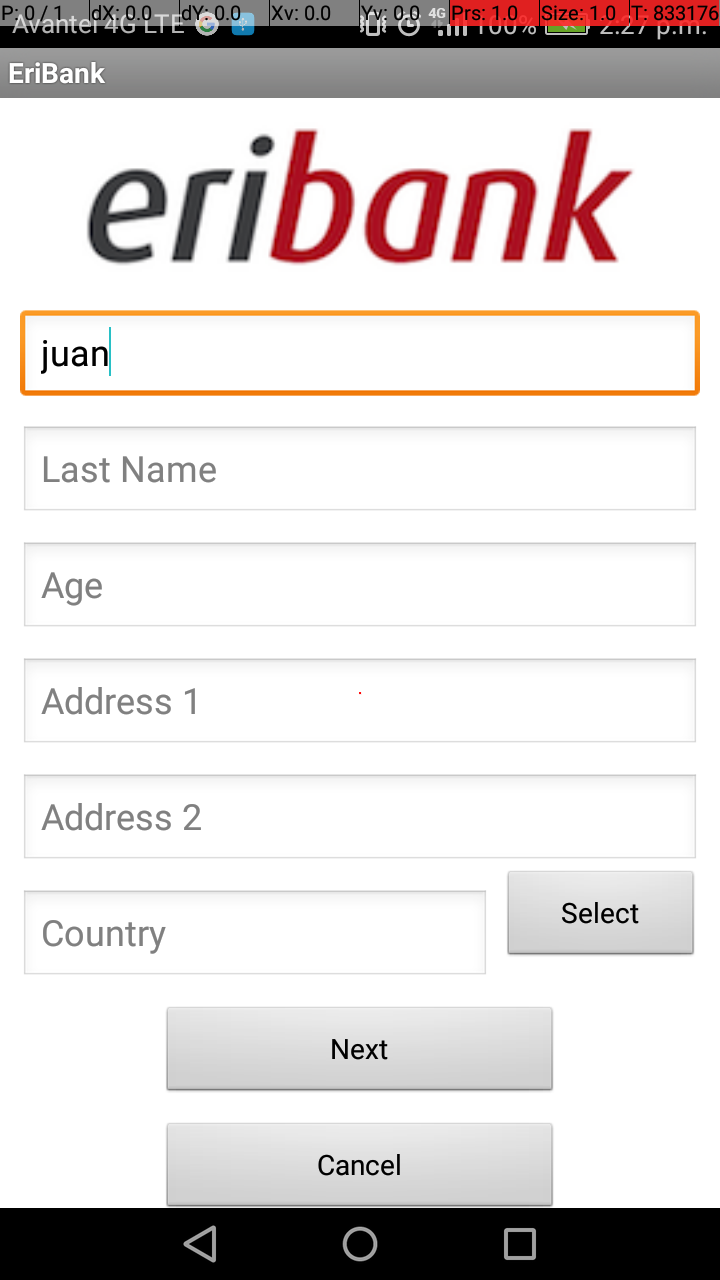 P: 0 / 1 dX: 0.0 dY: 0.0 Xv: 0.0 Yv: 0.0 Prs: 1.0 Size: 1.0 T: 833176
Avantel 4G LTE 4G 100% 2:27 p.m.
EriBank
eribank
juan
Last Name
Age
Address 1
Address 2
Country
Select
Next
Cancel